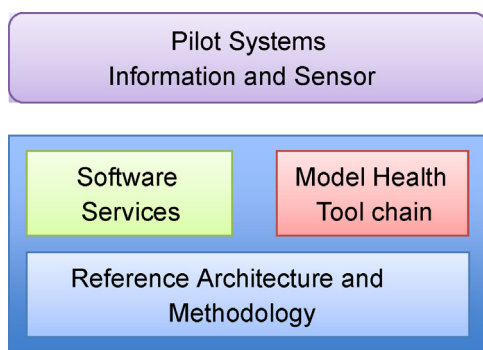 Pilot Systems
Information and Sensor
Software
Services
Model Health
Tool chain
Reference Architecture and
Methodology